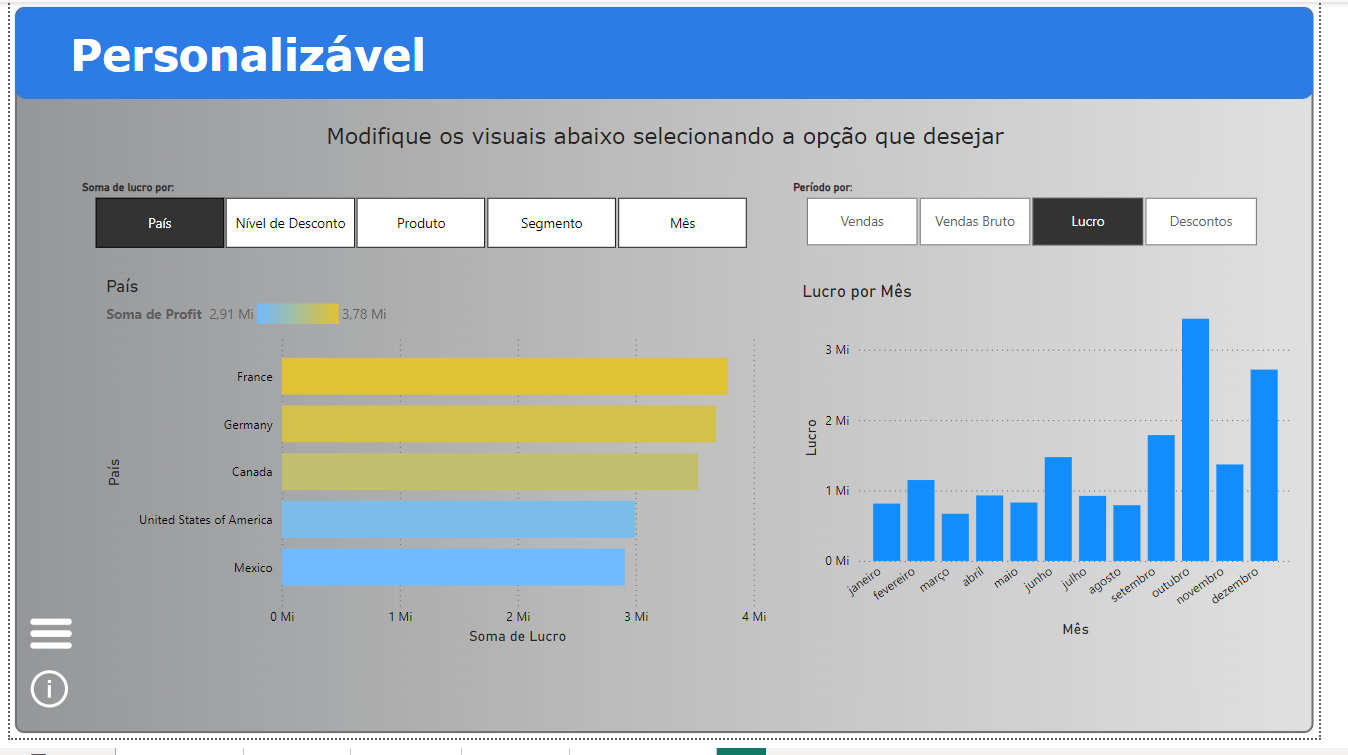 Personalizável
Modifique os visuais abaixo selecionando a opção que desejar
Soma de lucro por:
País
Nível de Desconto
Produto
Segmento
Mês
Período por:
Vendas
Vendas Bruto
Lucro
Descontos
País
Soma de Profit 2,91 Mi 3,78 Mi
País
France
Germany
Canada
United States of America
Mexico
0 Mi 1 Mi 2 Mi 3 Mi 4 Mi
Soma de Lucro
Lucro por Mês
Lucro
3 Mi
2 Mi
1 Mi
0 Mi
janeiro
fevereiro
março
abril
maio
junho
julho
agosto
setembro
outubro
novembro
dezembro
Mês
i